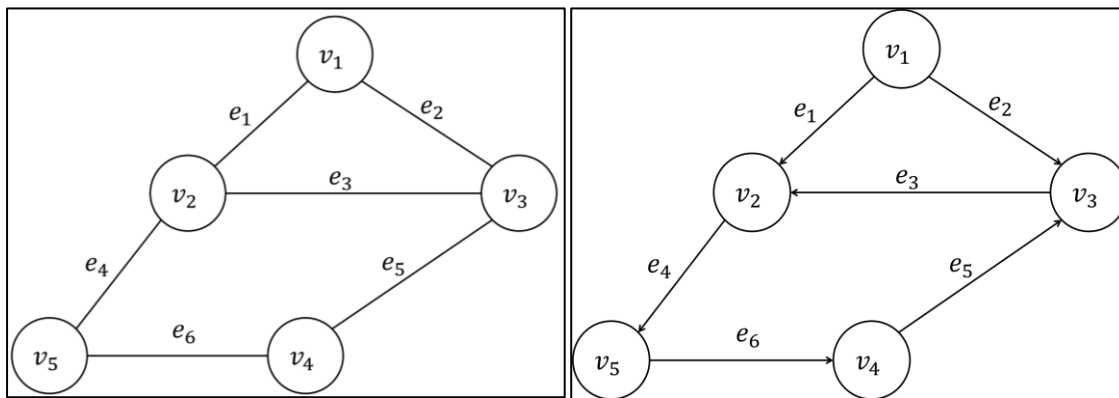 v₁
e₁
e₂
v₂
e₃
v₃
e₄
e₅
v₅
e₆
v₄
v₁
e₁
e₂
v₂
e₃
v₃
e₄
e₅
v₅
e₆
v₄